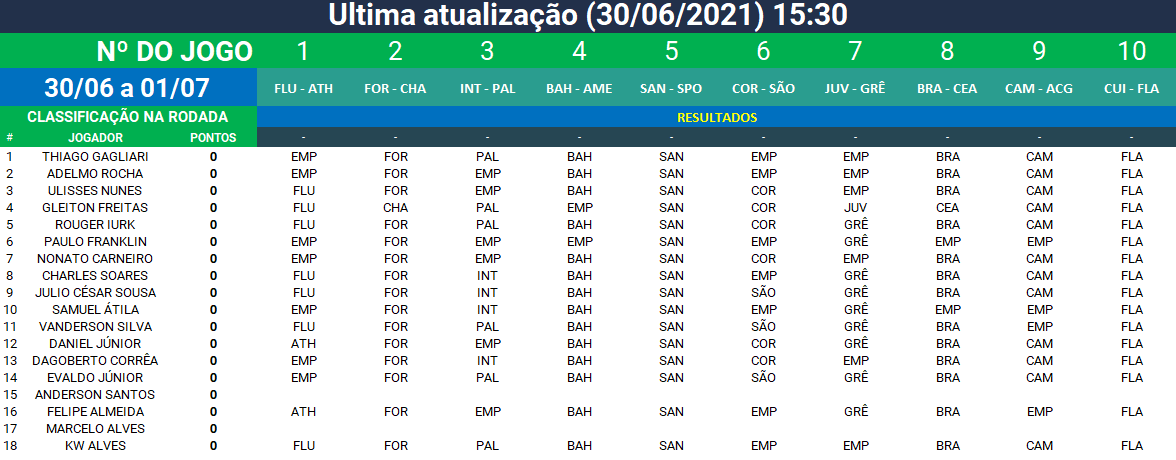 Ultima atualização (30/06/2021) 15:30
Nº DO JOGO 1 2 3 4 5 6 7 8 9 10
30/06 a 01/07 FLU - ATH FOR - CHA INT - PAL BAH - AME SAN - SPO COR - SÃO JUV - GRÊ BRA - CEA CAM - ACG CUI - FLA
CLASSIFICAÇÃO NA RODADA RESULTADOS
# JOGADOR PONTOS - - - - - - - - - -
1 THIAGO GAGLIARI 0 EMP FOR PAL BAH SAN EMP EMP BRA CAM FLA
2 ADELMO ROCHA 0 EMP FOR EMP BAH SAN EMP EMP BRA CAM FLA
3 ULISSES NUNES 0 FLU FOR EMP BAH SAN COR EMP BRA CAM FLA
4 GLEITON FREITAS 0 FLU CHA PAL EMP SAN COR JUV CEA CAM FLA
5 ROUGER IURK 0 FLU FOR PAL BAH SAN COR GRÊ BRA CAM FLA
6 PAULO FRANKLIN 0 EMP FOR EMP EMP SAN EMP GRÊ EMP EMP FLA
7 NONATO CARNEIRO 0 EMP FOR EMP BAH SAN COR EMP BRA CAM FLA
8 CHARLES SOARES 0 FLU FOR INT BAH SAN EMP GRÊ BRA CAM FLA
9 JULIO CÉSAR SOUSA 0 FLU FOR INT BAH SAN SÃO GRÊ BRA CAM FLA
10 SAMUEL ÁTILA 0 EMP FOR INT BAH SAN EMP GRÊ EMP EMP FLA
11 VANDERSON SILVA 0 FLU FOR PAL BAH SAN SÃO GRÊ BRA EMP FLA
12 DANIEL JÚNIOR 0 ATH FOR EMP BAH SAN COR GRÊ BRA CAM FLA
13 DAGOBERTO CORRÊA 0 EMP FOR INT BAH SAN COR EMP BRA CAM FLA
14 EVALDO JÚNIOR 0 EMP FOR PAL BAH SAN SÃO GRÊ BRA CAM FLA
15 ANDERSON SANTOS 0
16 FELIPE ALMEIDA 0 ATH FOR EMP BAH SAN EMP GRÊ BRA EMP FLA
17 MARCELO ALVES 0
18 KW ALVES 0 FLU FOR PAL BAH SAN EMP EMP BRA CAM FLA